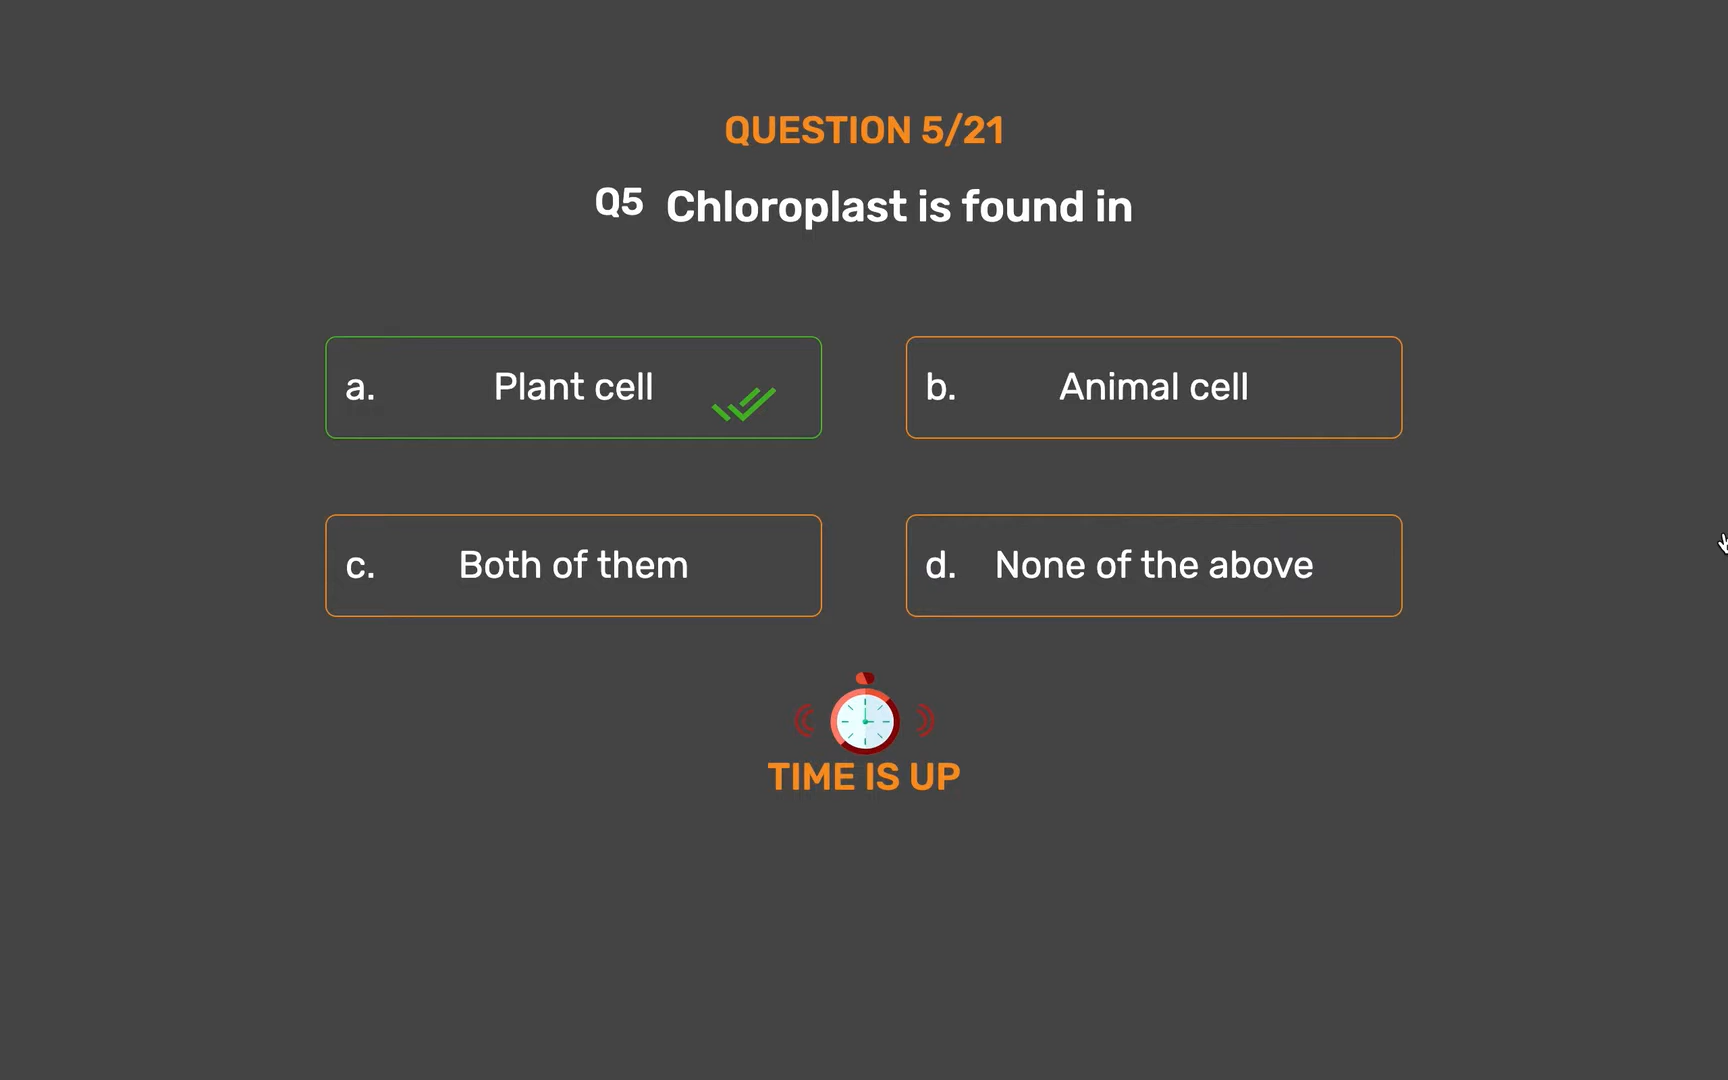 QUESTION 5/21
Q5 Chloroplast is found in
a. Plant cell
b. Animal cell
c. Both of them
d. None of the above
TIME IS UP